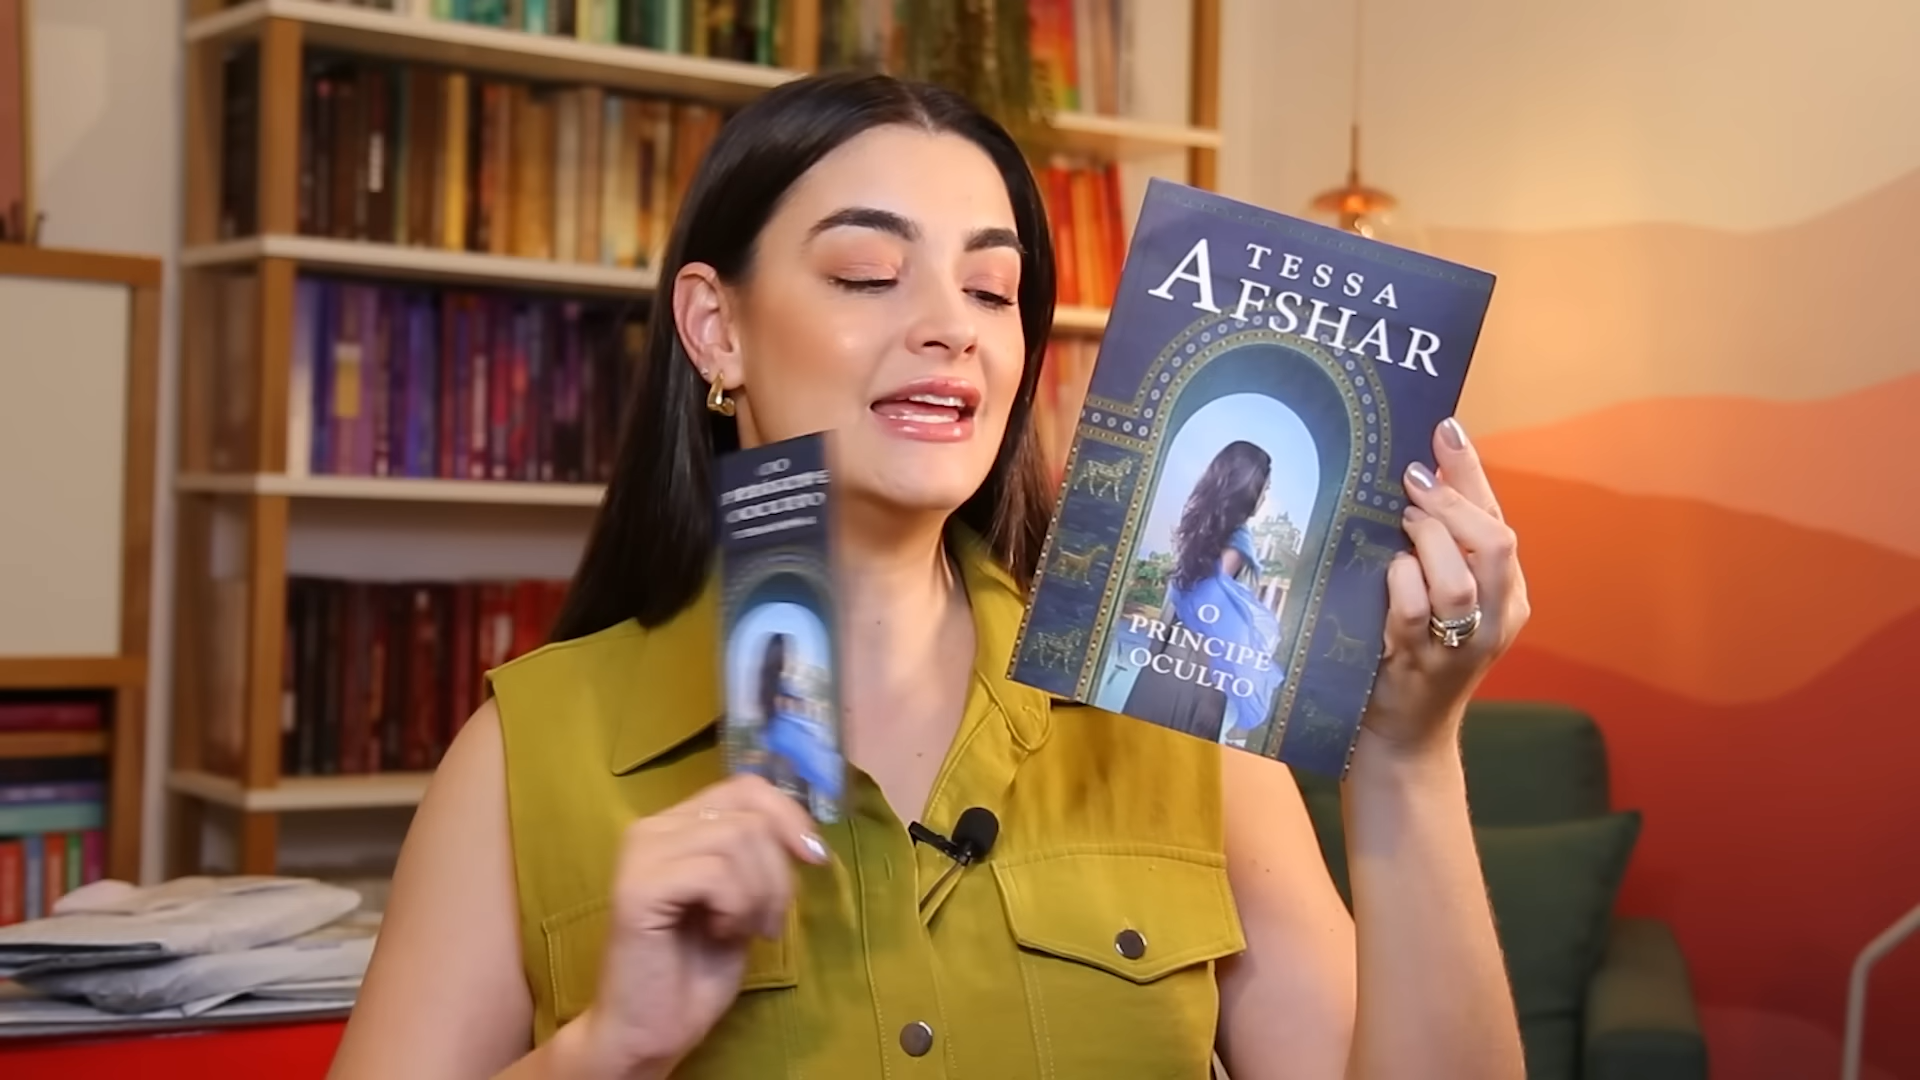 TESSA
AFSHAR
O
PRÍNCIPE
OCULTO
O
PRÍNCIPE
OCULTO